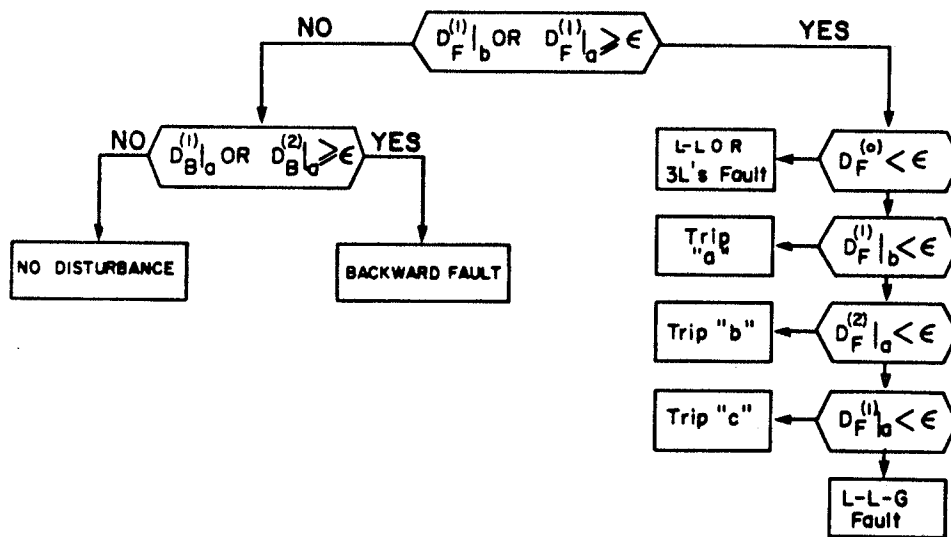 NO
D_F^(1)|_b OR D_F^(1)|_a ≥ ϵ
YES
NO
D_B^(1)|_a OR D_B^(2)|_a ≥ ϵ
YES
L-L OR
3L's Fault
D_F^(o) < ϵ
NO DISTURBANCE
BACKWARD FAULT
Trip
"a"
D_F^(1)|_b < ϵ
Trip "b"
D_F^(2)|_a < ϵ
Trip "c"
D_F^(1)|_a < ϵ
L-L-G
Fault